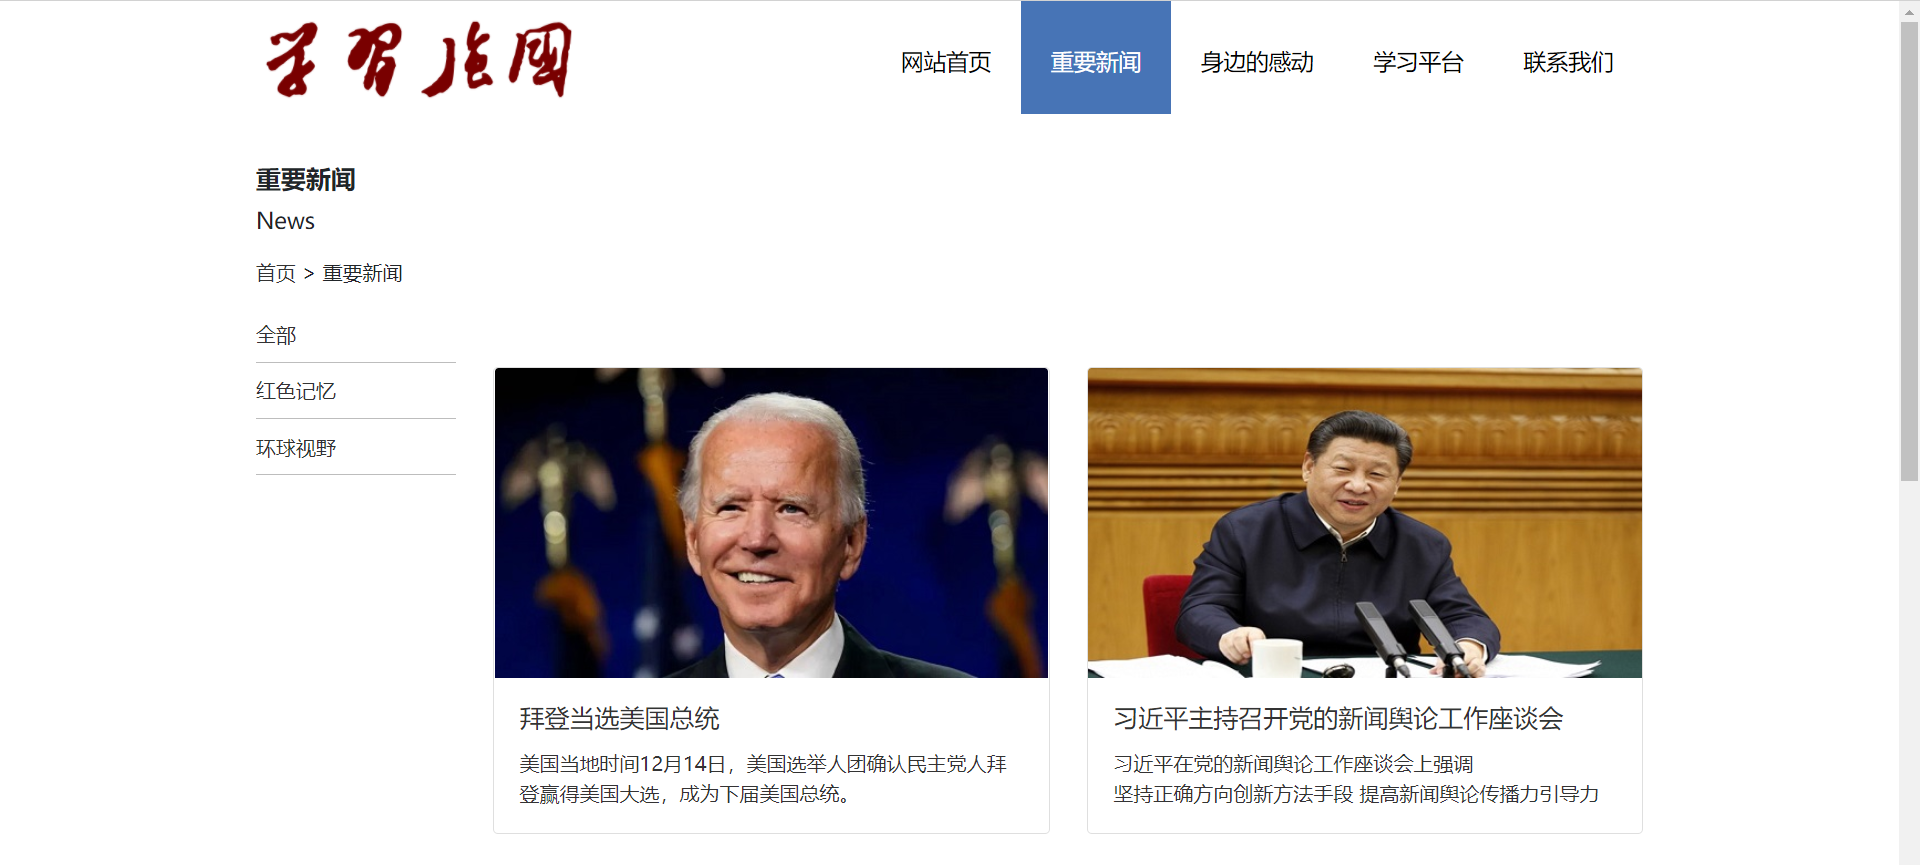 学习强国
网站首页 重要新闻 身边的感动 学习平台 联系我们
重要新闻
News
首页 > 重要新闻
全部
红色记忆
环球视野
拜登当选美国总统
美国当地时间12月14日，美国选举人团确认民主党人拜
登赢得美国大选，成为下届美国总统。
习近平主持召开党的新闻舆论工作座谈会
习近平在党的新闻舆论工作座谈会上强调
坚持正确方向创新方法手段 提高新闻舆论传播力引导力